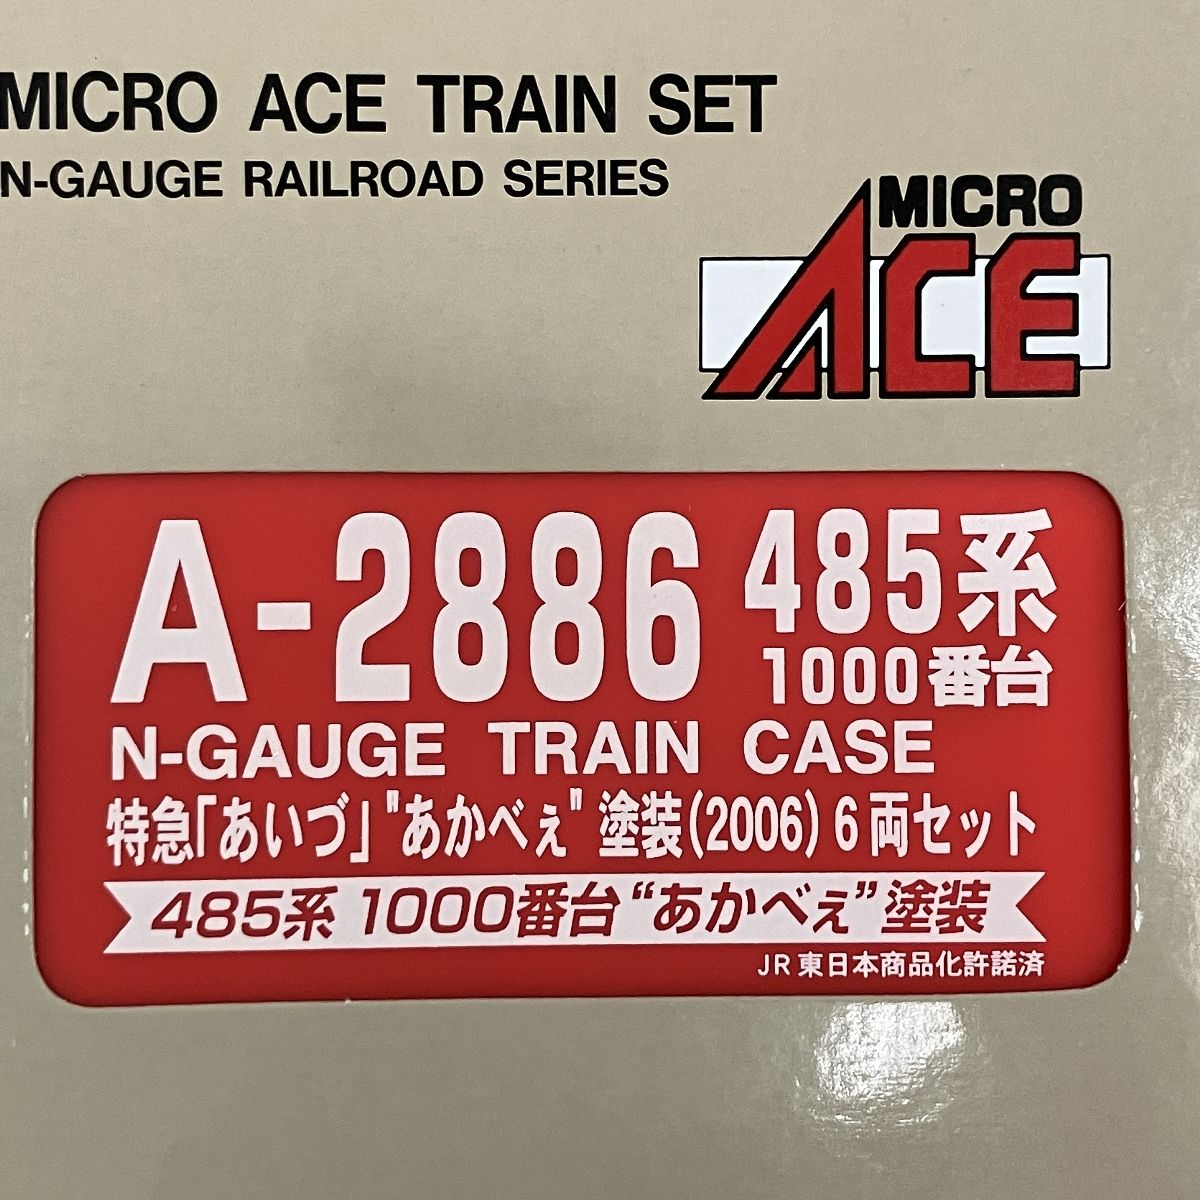 MICRO ACE TRAIN SET
N-GAUGE RAILROAD SERIES
MICRO
ACE
A-2886 485系
1000番台
N-GAUGE TRAIN CASE
特急「あいづ」"あかべぇ"塗装(2006)6両セット
485系 1000番台“あかべぇ”塗装
JR東日本商品化許諾済